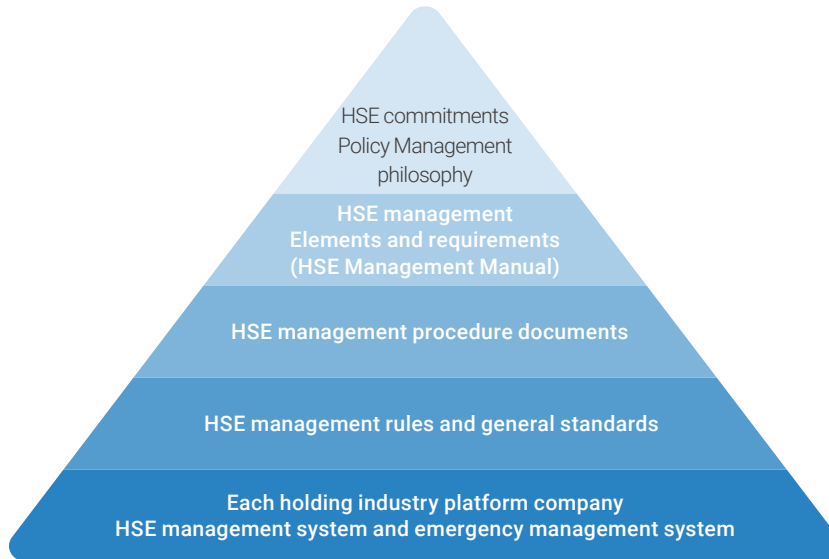 HSE commitments
Policy Management
philosophy
HSE management
Elements and requirements
(HSE Management Manual)
HSE management procedure documents
HSE management rules and general standards
Each holding industry platform company
HSE management system and emergency management system